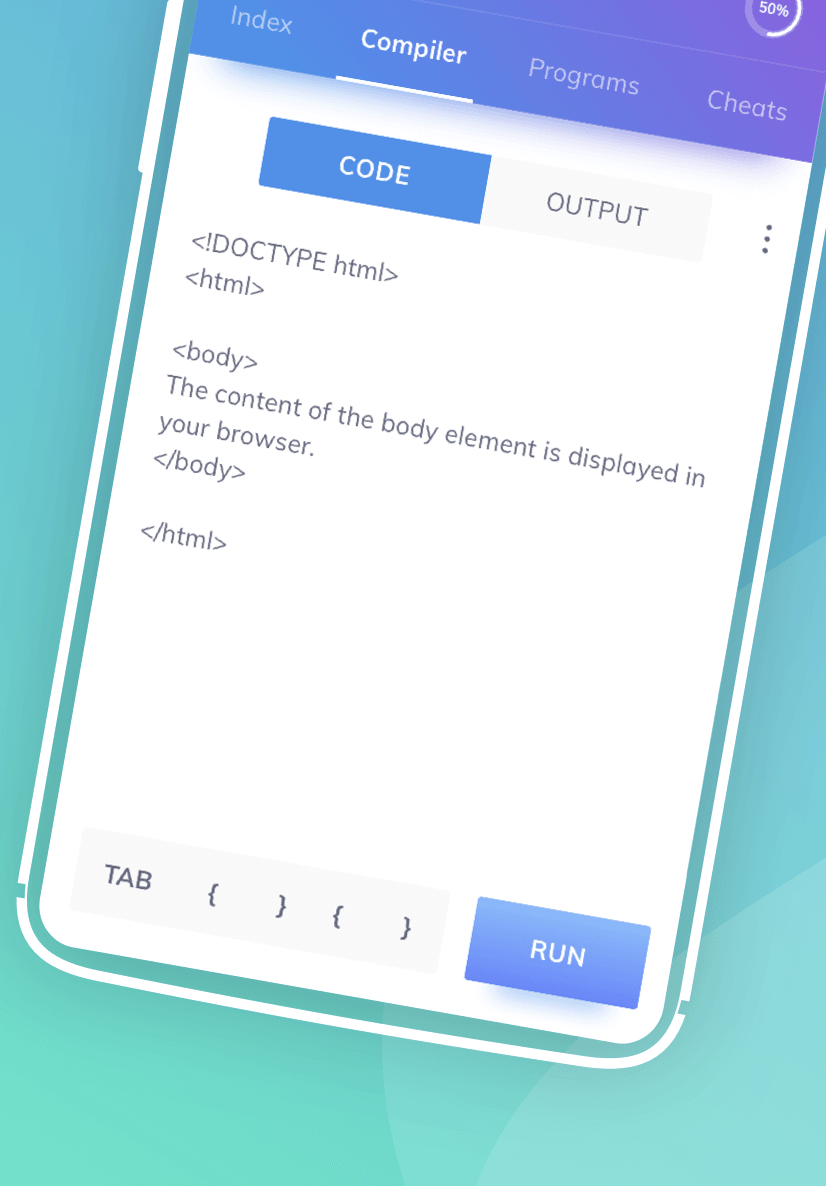 50%
Index Compiler Programs Cheats
CODE OUTPUT
<!DOCTYPE html>
<html>
<body>
The content of the body element is displayed in
your browser.
</body>
</html>
TAB { } { } RUN